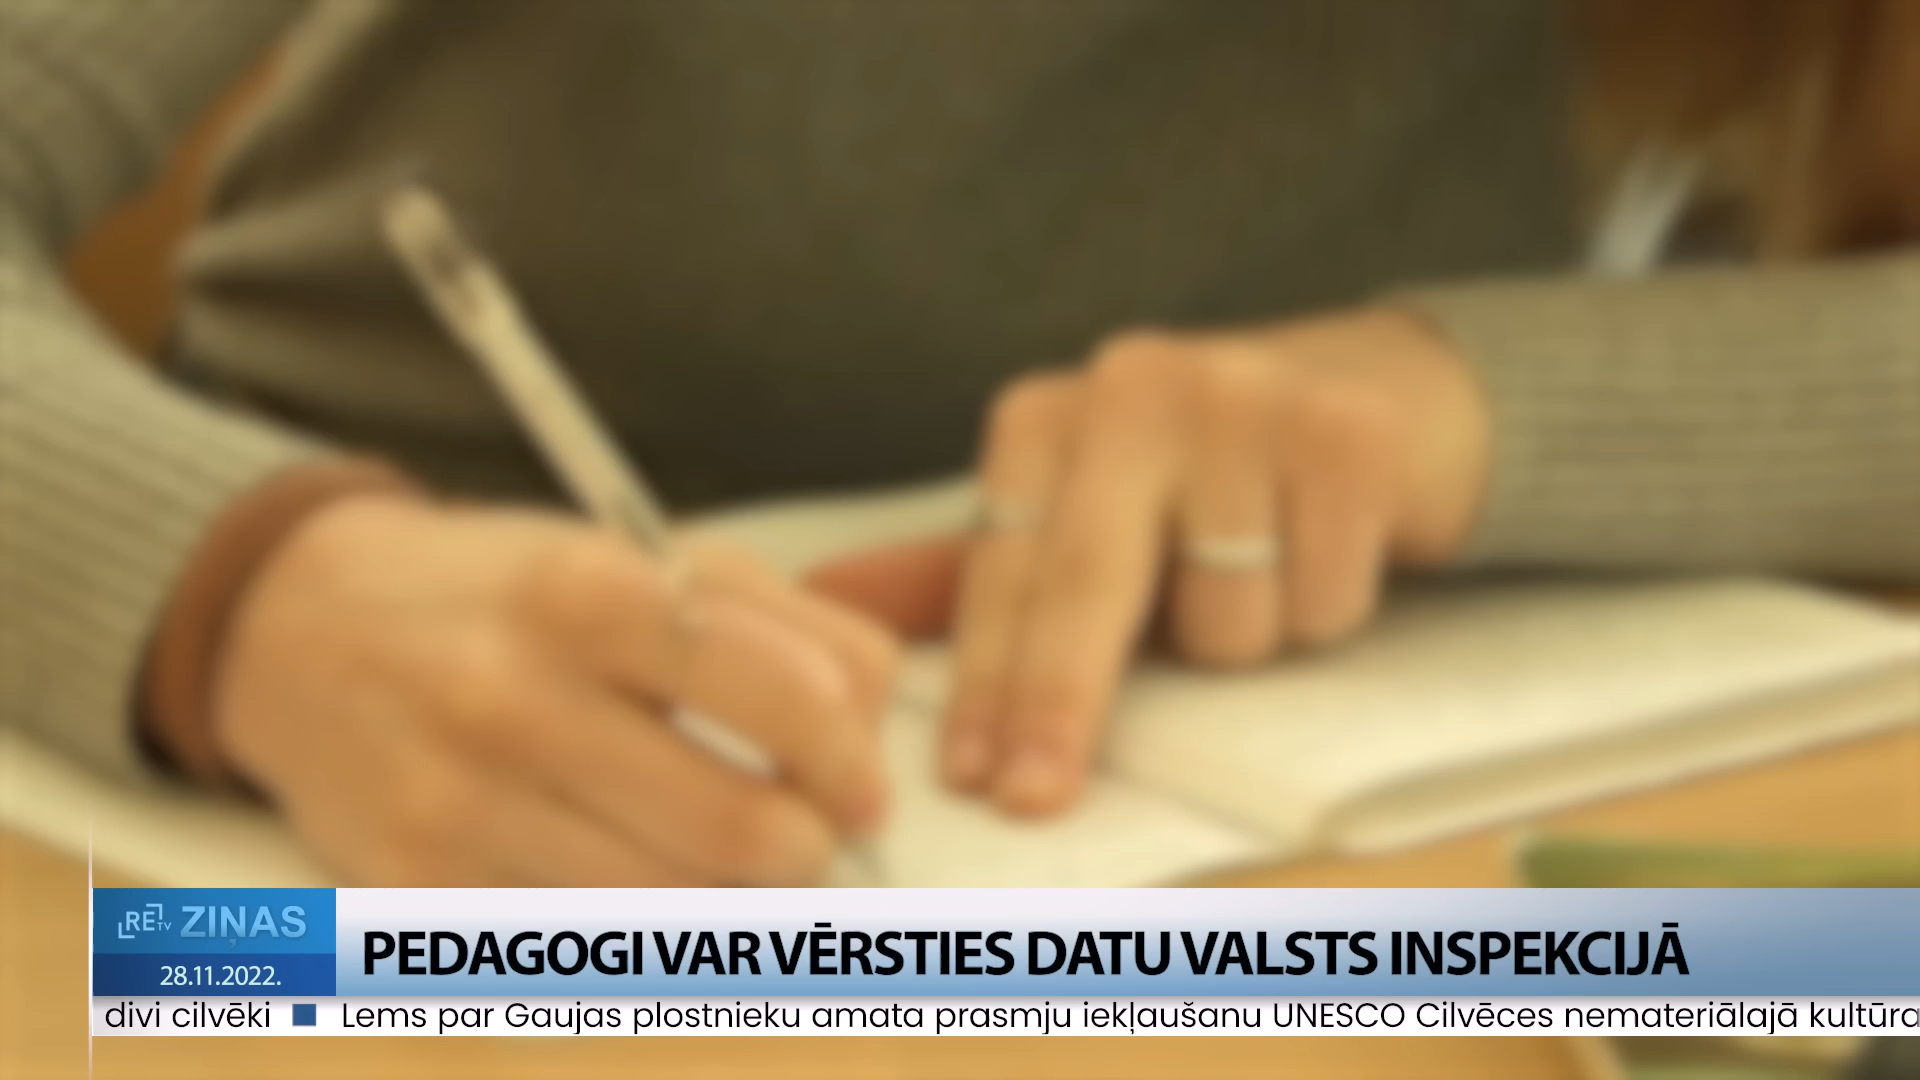 RE TV ZIŅAS
28.11.2022.
PEDAGOGI VAR VĒRSTIES DATU VALSTS INSPEKCIJĀ
divi cilvēki ■ Lems par Gaujas plostnieku amata prasmju iekļaušanu UNESCO Cilvēces nemateriālajā kultūra